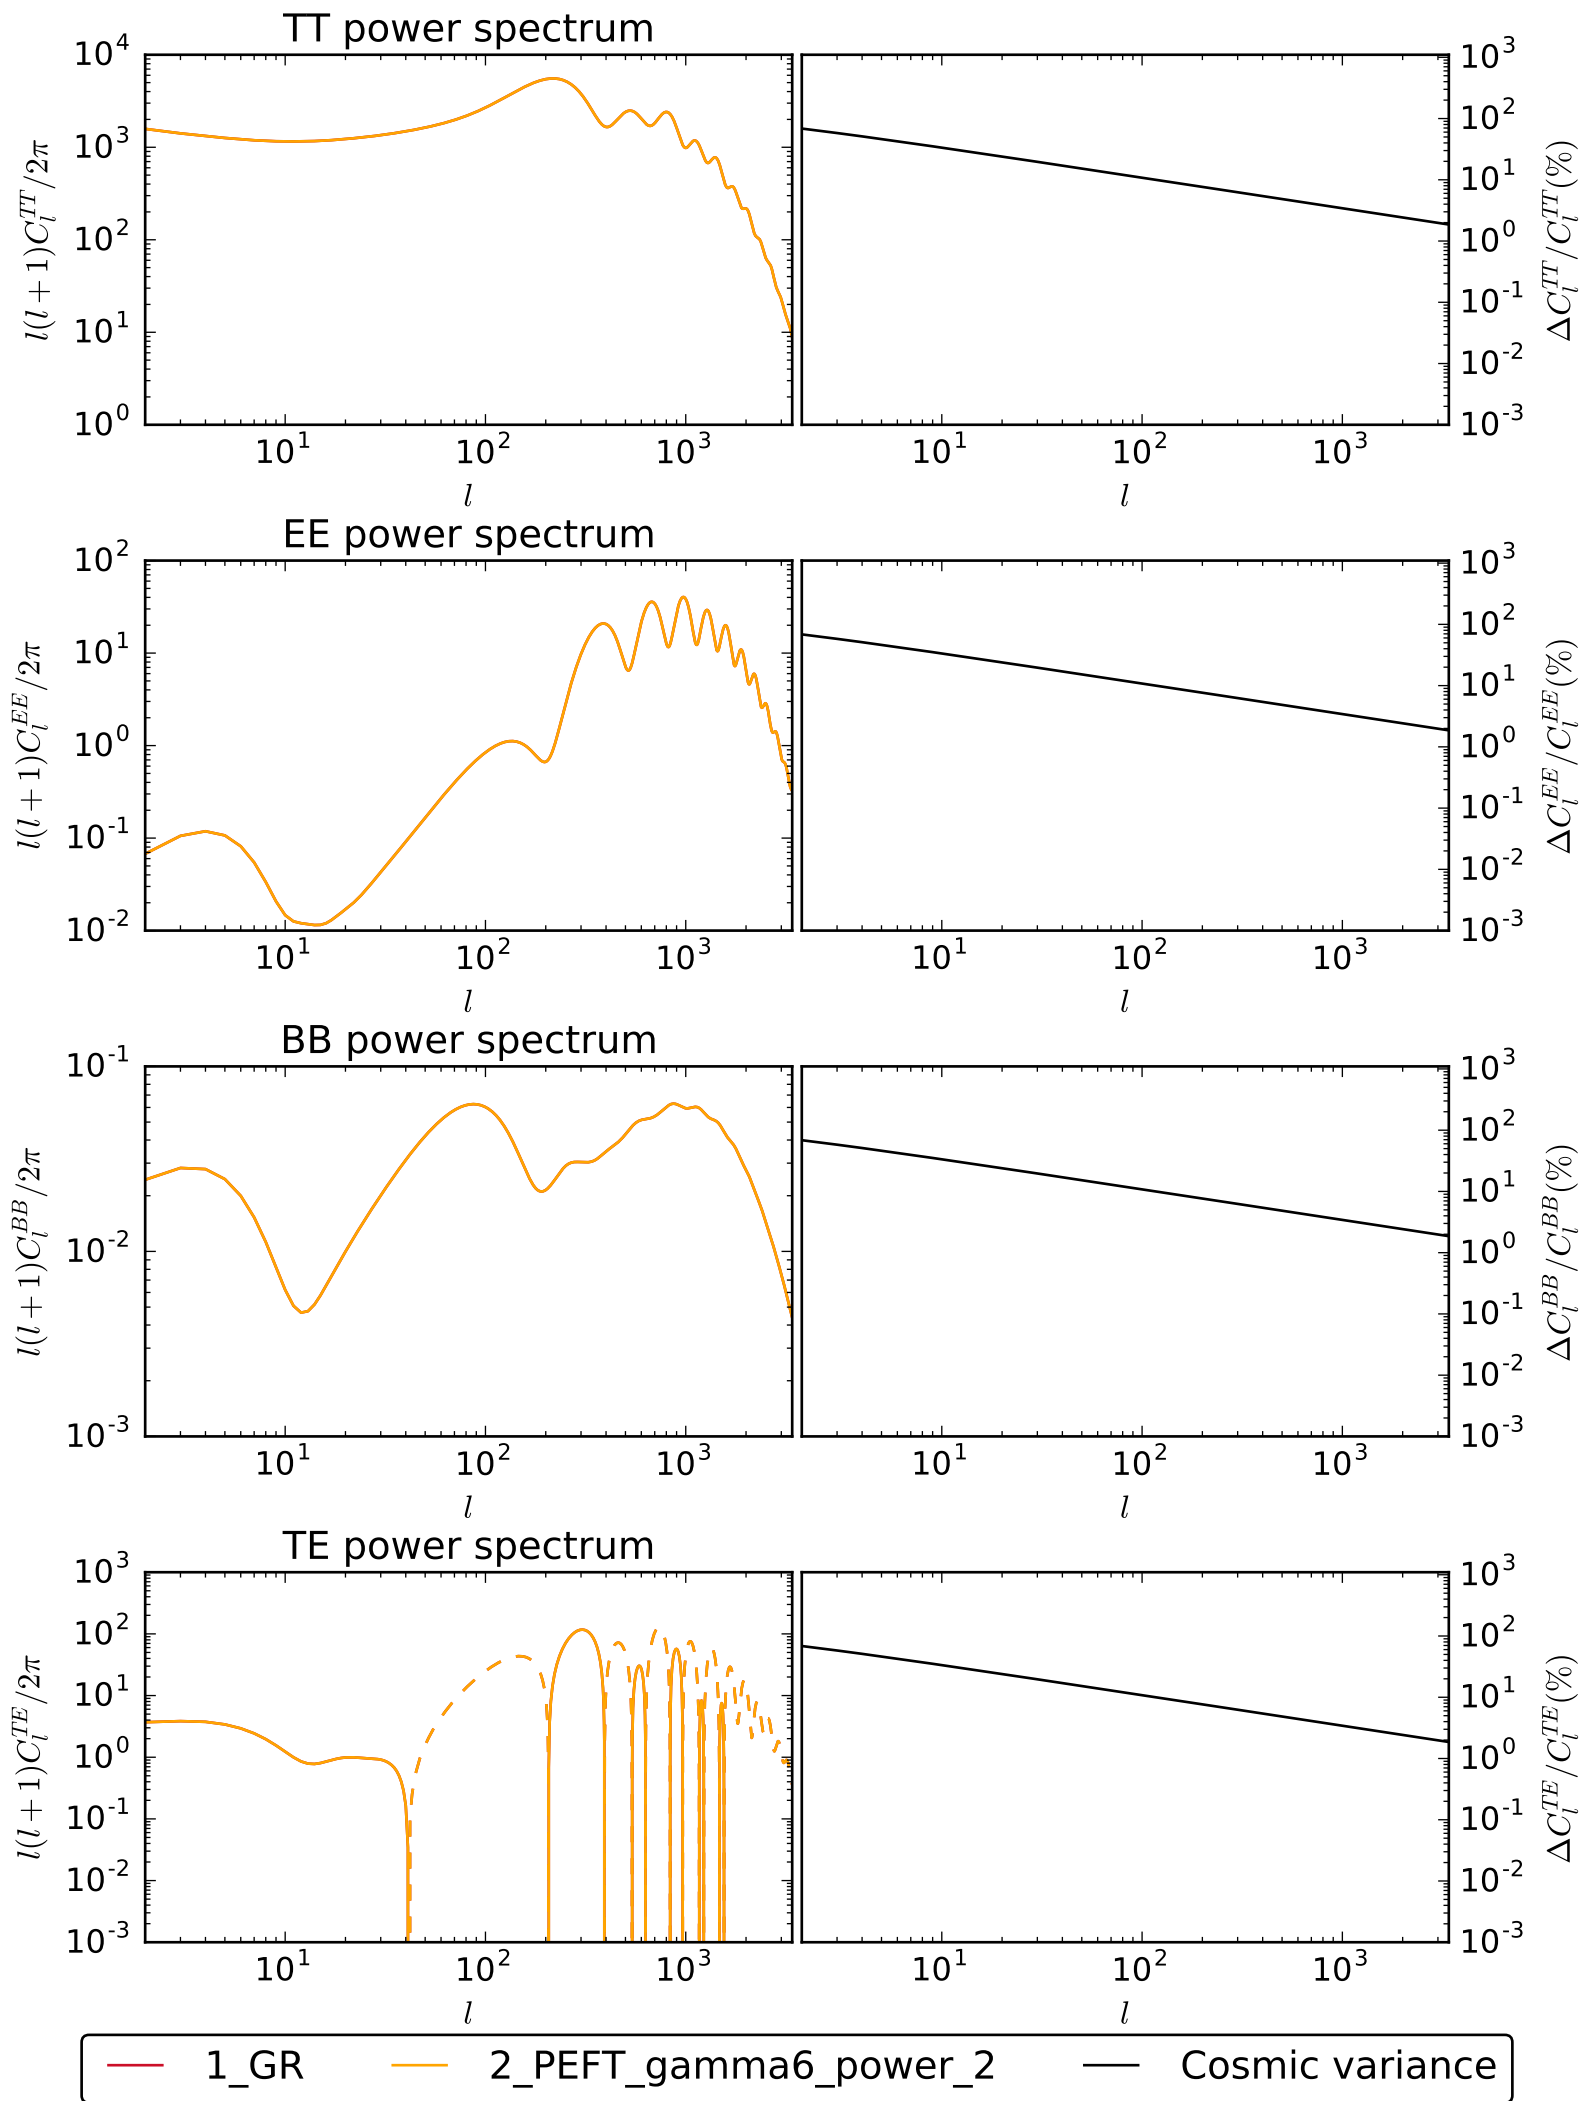 TT power spectrum
10^4
10^3
10^2
10^1
10^0
l(l+1)C_l^{TT}/2π
10^1 10^2 10^3
l
10^3
10^2
10^1
10^0
10^-1
10^-2
10^-3
ΔC_l^{TT}/C_l^{TT}(%)
10^1 10^2 10^3
l
EE power spectrum
10^2
10^1
10^0
10^-1
10^-2
l(l+1)C_l^{EE}/2π
10^1 10^2 10^3
l
10^3
10^2
10^1
10^0
10^-1
10^-2
10^-3
ΔC_l^{EE}/C_l^{EE}(%)
10^1 10^2 10^3
l
BB power spectrum
10^-1
10^-2
10^-3
l(l+1)C_l^{BB}/2π
10^1 10^2 10^3
l
10^3
10^2
10^1
10^0
10^-1
10^-2
10^-3
ΔC_l^{BB}/C_l^{BB}(%)
10^1 10^2 10^3
l
TE power spectrum
10^3
10^2
10^1
10^0
10^-1
10^-2
10^-3
l(l+1)C_l^{TE}/2π
10^1 10^2 10^3
l
10^3
10^2
10^1
10^0
10^-1
10^-2
10^-3
ΔC_l^{TE}/C_l^{TE}(%)
10^1 10^2 10^3
l
1_GR 2_PEFT_gamma6_power_2 Cosmic variance